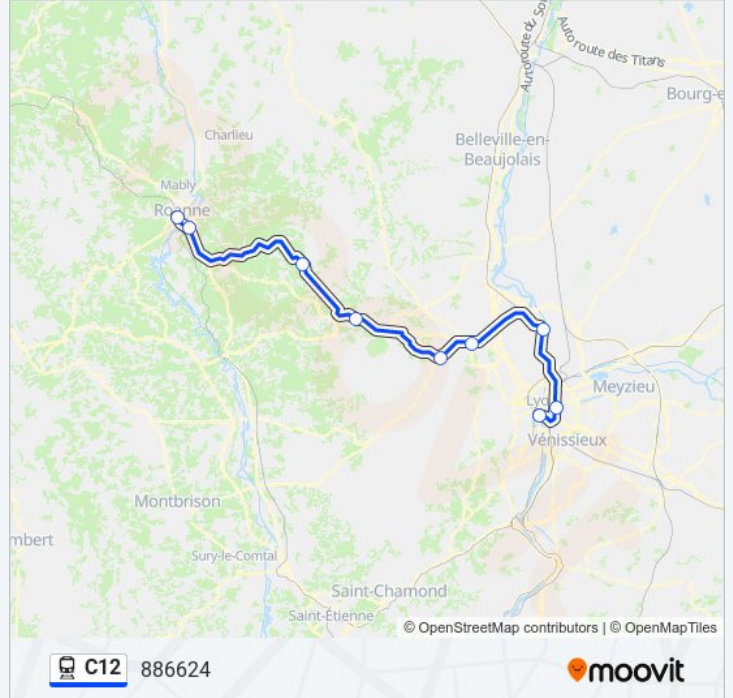 Autoroute du So
Autoroute des Titans
Bourg-e
Charlieu
Belleville-en-
Beaujolais
Mably
Roanne
Meyzieu
Lyo
Vénissieux
Montbrison
mbert
Sury-le-Comtal
Saint-Chamond
Saint-Étienne
© OpenStreetMap contributors | © OpenMapTiles
C12 886624 moovit